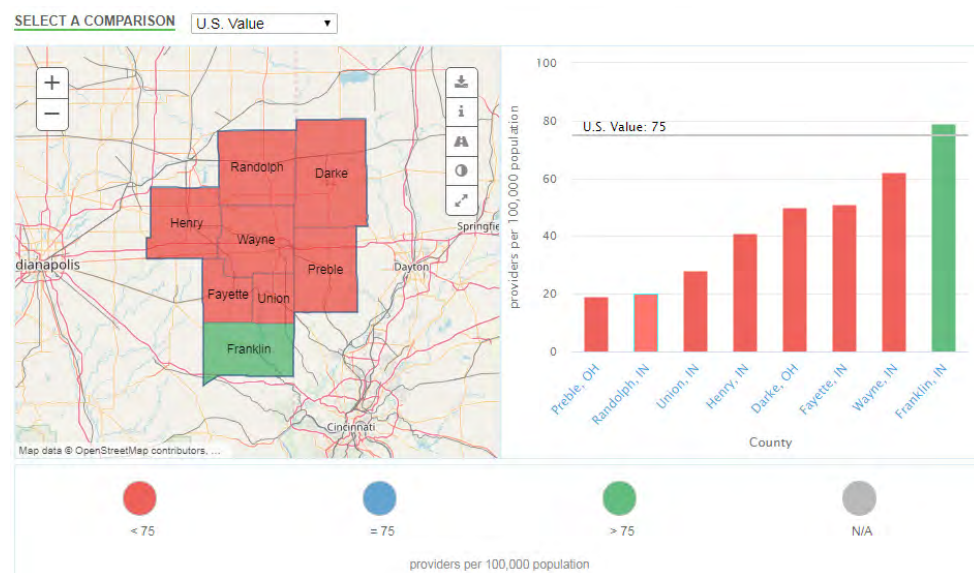 SELECT A COMPARISON
U.S. Value
+
−
i
Randolph
Darke
Henry
Wayne
Springfie
dianapolis
Preble
Dayton
Fayette
Union
Franklin
Cincinnati
Map data © OpenStreetMap contributors, ...
100
80
60
40
20
0
providers per 100,000 population
U.S. Value: 75
Preble, OH
Randolph, IN
Union, IN
Henry, IN
Darke, OH
Fayette, IN
Wayne, IN
Franklin, IN
County
< 75
= 75
> 75
N/A
providers per 100,000 population